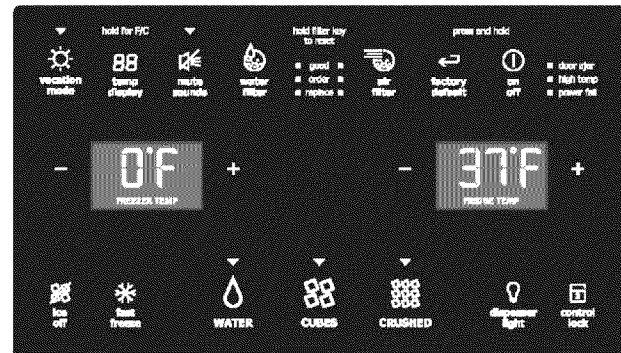 hold for F/C
hold filter key
to reset
press and hold
vacation
mode
88
temp
display
mute
sounds
water
filter
good
order
replace
air
filter
factory
default
on
off
door ajar
high temp
power fail
- 0°F +
FREEZER TEMP
- 37°F +
FRIDGE TEMP
ice
off
fast
freeze
WATER
CUBES
CRUSHED
dispenser
light
control
lock